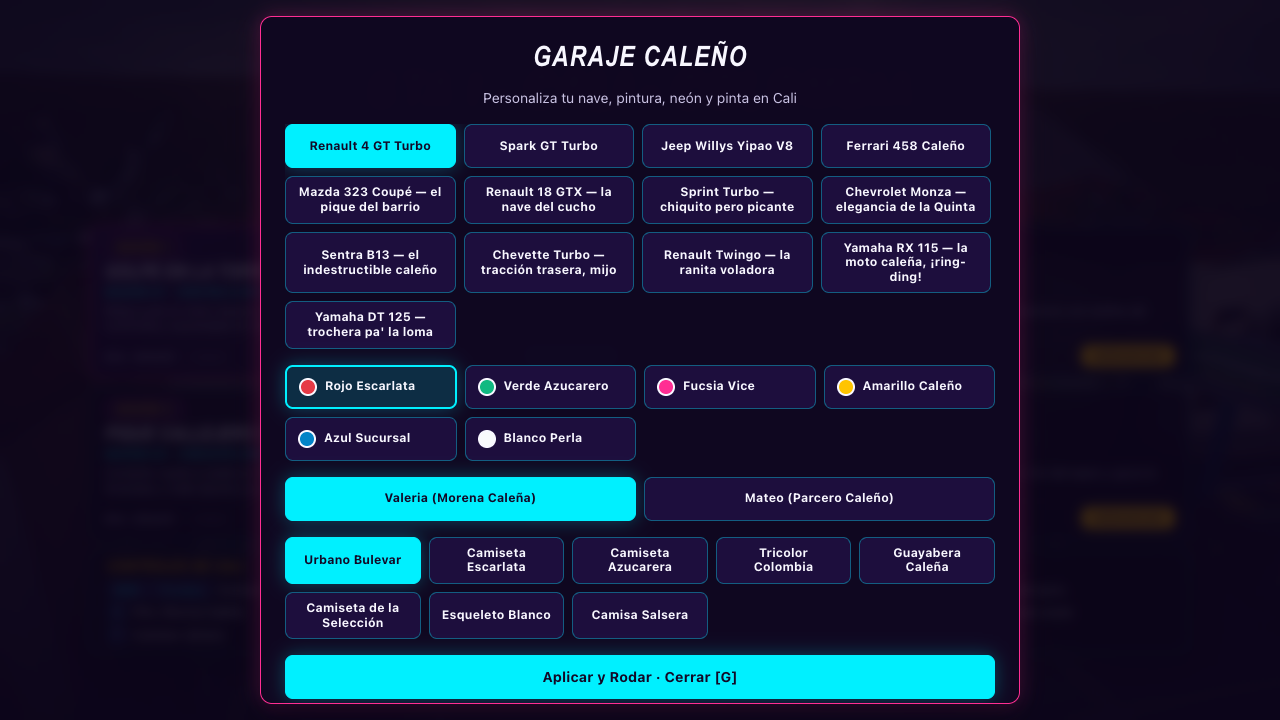 GARAJE CALEÑO
Personaliza tu nave, pintura, neón y pinta en Cali
Renault 4 GT Turbo
Spark GT Turbo
Jeep Willys Yipao V8
Ferrari 458 Caleño
Mazda 323 Coupé — el
pique del barrio
Renault 18 GTX — la
nave del cucho
Sprint Turbo —
chiquito pero picante
Chevrolet Monza —
elegancia de la Quinta
Sentra B13 — el
indestructible caleño
Chevette Turbo —
tracción trasera, mijo
Renault Twingo — la
ranita voladora
Yamaha RX 115 — la
moto caleña, ¡ring-
ding!
Yamaha DT 125 —
trochera pa' la loma
Rojo Escarlata
Verde Azucarero
Fucsia Vice
Amarillo Caleño
Azul Sucursal
Blanco Perla
Valeria (Morena Caleña)
Mateo (Parcero Caleño)
Urbano Bulevar
Camiseta
Escarlata
Camiseta
Azucarera
Tricolor
Colombia
Guayabera
Caleña
Camiseta de la
Selección
Esqueleto Blanco
Camisa Salsera
Aplicar y Rodar · Cerrar [G]